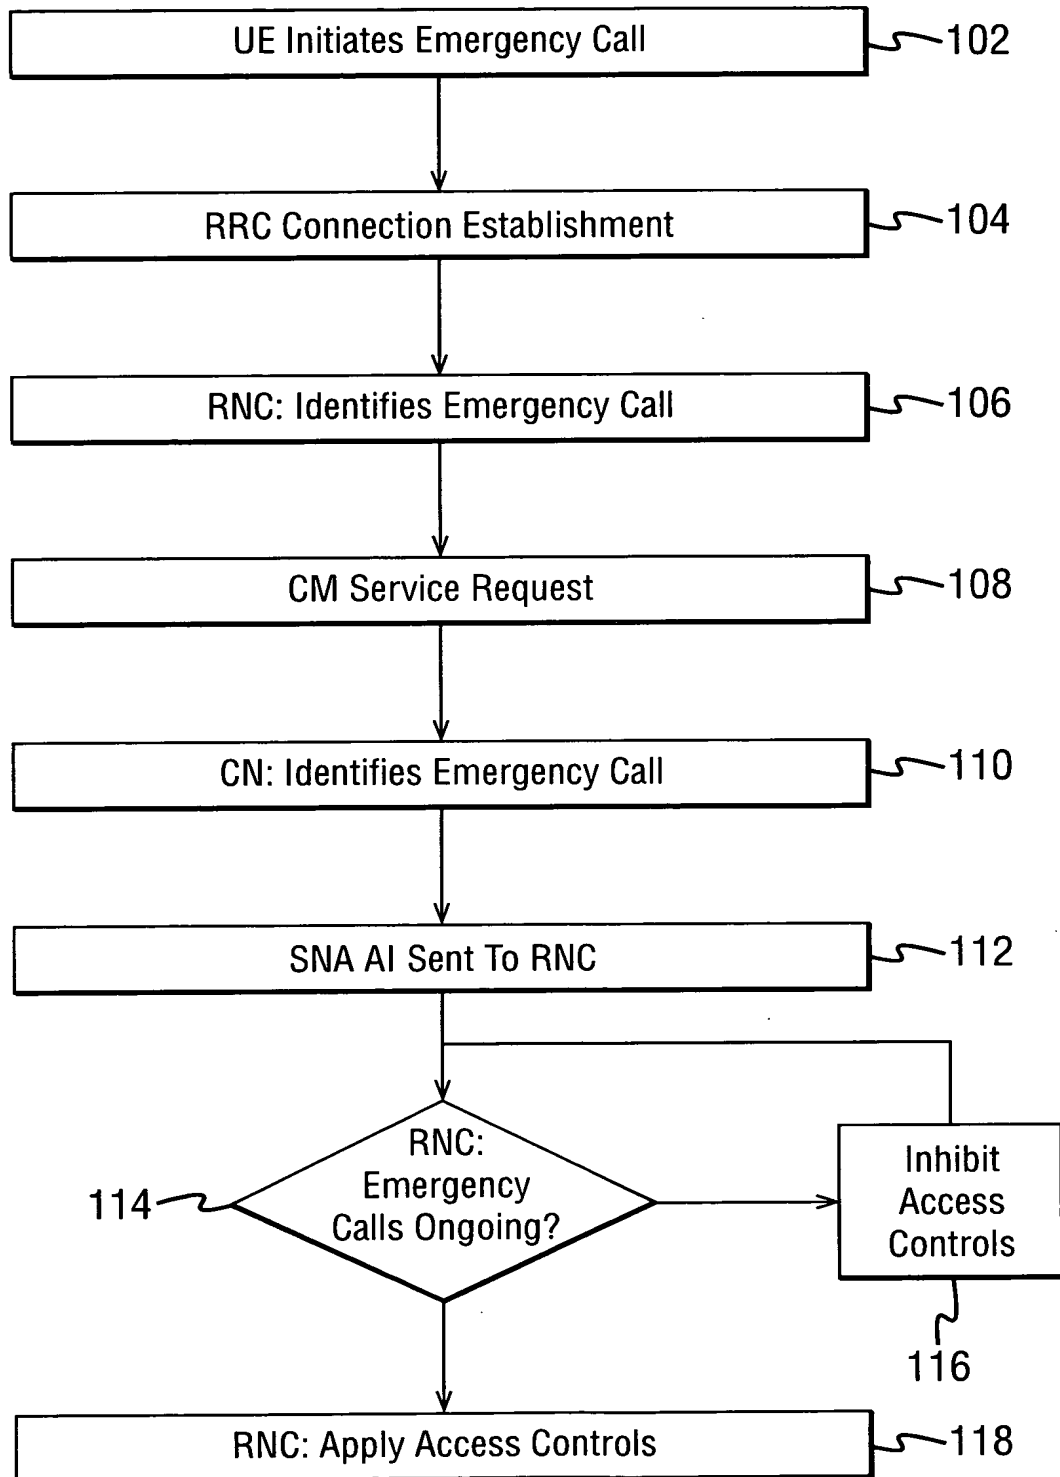 UE Initiates Emergency Call
102
RRC Connection Establishment
104
RNC: Identifies Emergency Call
106
CM Service Request
108
CN: Identifies Emergency Call
110
SNA AI Sent To RNC
112
RNC:
Emergency
Calls Ongoing?
114
Inhibit
Access
Controls
116
RNC: Apply Access Controls
118